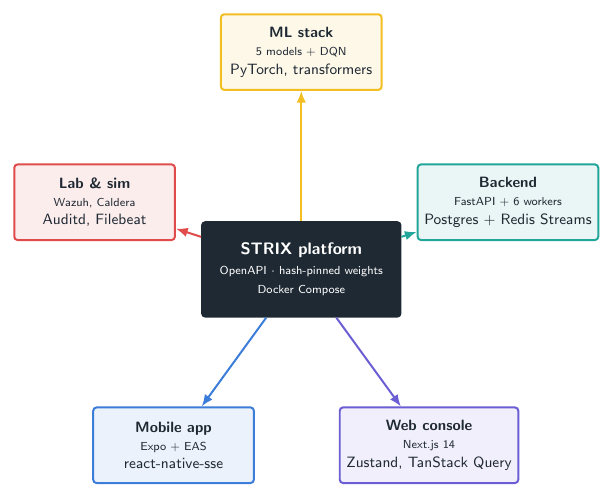 ML stack
5 models + DQN
PyTorch, transformers
Lab & sim
Wazuh, Caldera
Auditd, Filebeat
Backend
FastAPI + 6 workers
Postgres + Redis Streams
STRIX platform
OpenAPI · hash-pinned weights
Docker Compose
Mobile app
Expo + EAS
react-native-sse
Web console
Next.js 14
Zustand, TanStack Query